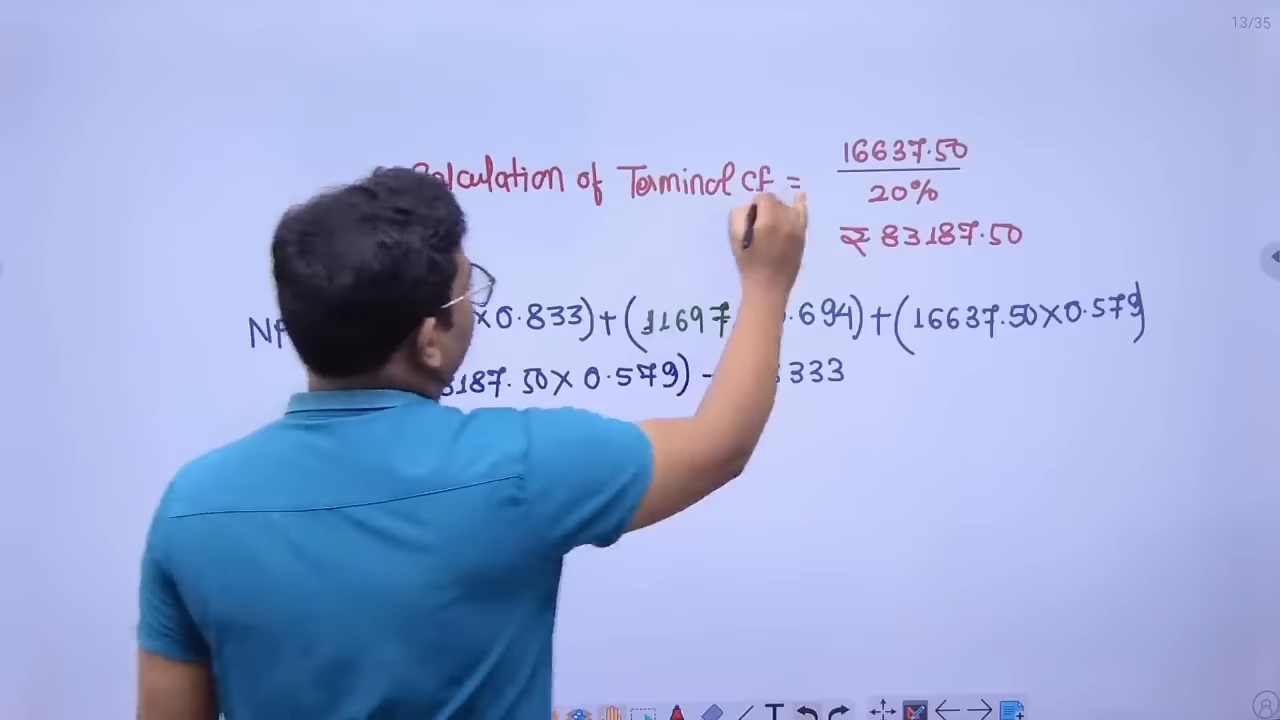 13/35
Calculation of Terminal CF = 16637.50
20%
₹ 83187.50
×0.833)+(11697 .694)+(16637.50×0.579)
3187.50× 0.579) - 333